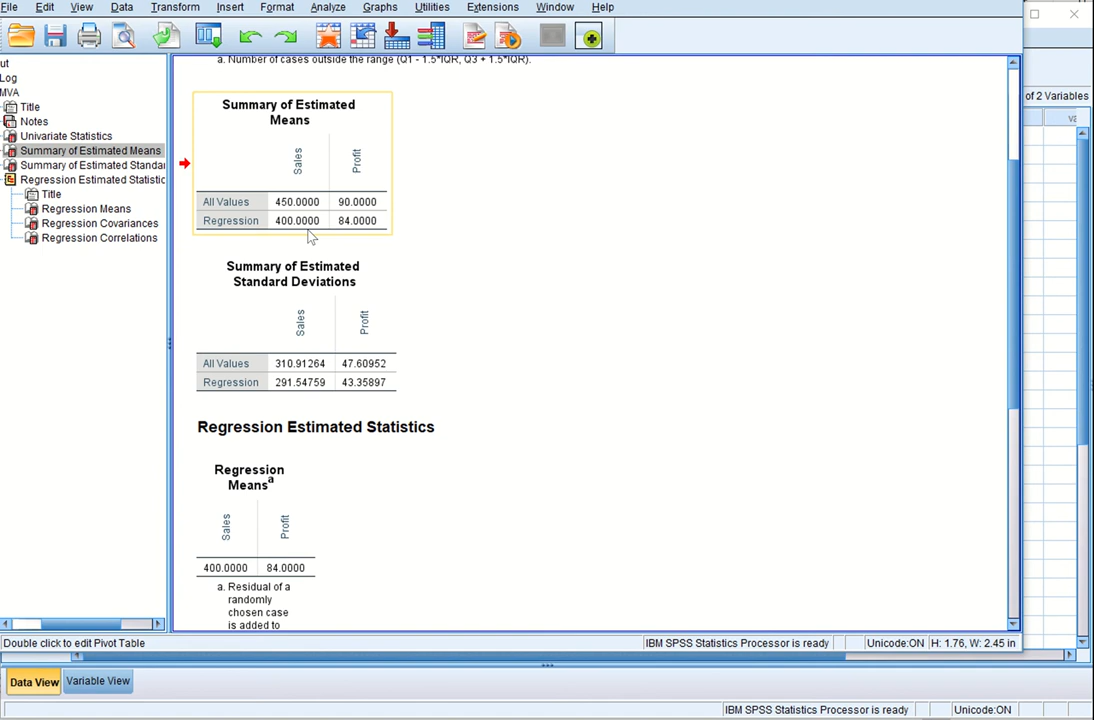 File Edit View Data Transform Insert Format Analyze Graphs Utilities Extensions Window Help
a. Number of cases outside the range (Q1 - 1.5*IQR, Q3 + 1.5*IQR).
ut
Log
MVA
Title
Notes
Univariate Statistics
Summary of Estimated Means
Summary of Estimated Standar
Regression Estimated Statistic
Title
Regression Means
Regression Covariances
Regression Correlations
Summary of Estimated
Means
Sales Profit
All Values 450.0000 90.0000
Regression 400.0000 84.0000
Summary of Estimated
Standard Deviations
Sales Profit
All Values 310.91264 47.60952
Regression 291.54759 43.35897
Regression Estimated Statistics
Regression
Means a
Sales Profit
400.0000 84.0000
a. Residual of a
randomly
chosen case
is added to
of 2 Variables
va
Double click to edit Pivot Table
IBM SPSS Statistics Processor is ready Unicode:ON H: 1.76, W: 2.45 in
Data View Variable View
IBM SPSS Statistics Processor is ready Unicode:ON